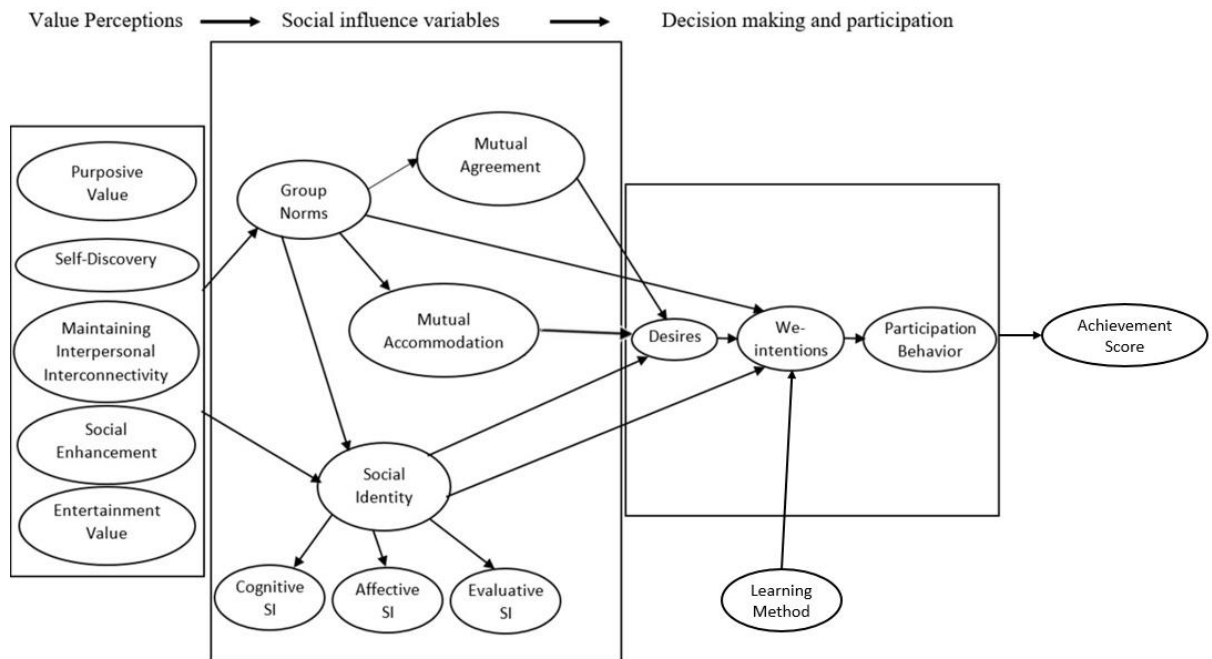 Value Perceptions
Social influence variables
Decision making and participation
Purposive
Value
Self-Discovery
Maintaining
Interpersonal
Interconnectivity
Social
Enhancement
Entertainment
Value
Group
Norms
Mutual
Agreement
Mutual
Accommodation
Social
Identity
Cognitive
SI
Affective
SI
Evaluative
SI
Desires
We-
intentions
Participation
Behavior
Learning
Method
Achievement
Score